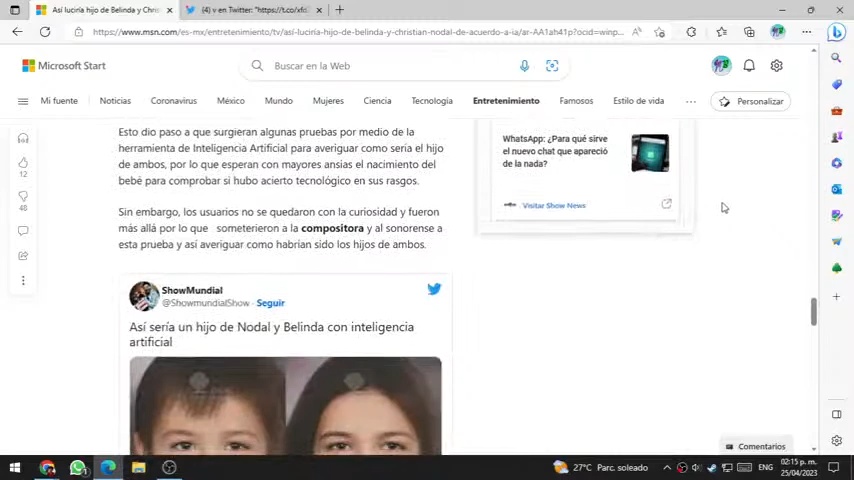 Así luciría hijo de Belinda y Chris
(4) v en Twitter: "https://t.co/xfd
https://www.msn.com/es-mx/entretenimiento/tv/así-luciría-hijo-de-belinda-y-christian-nodal-de-acuerdo-a-ia/ar-AA1ah41p?ocid=winp...
Microsoft Start
Buscar en la Web
Mi fuente
Noticias
Coronavirus
México
Mundo
Mujeres
Ciencia
Tecnología
Entretenimiento
Famosos
Estilo de vida
Personalizar
Esto dio paso a que surgieran algunas pruebas por medio de la
herramienta de Inteligencia Artificial para averiguar como sería el hijo
de ambos, por lo que esperan con mayores ansias el nacimiento del
bebé para comprobar si hubo acierto tecnológico en sus rasgos.
Sin embargo, los usuarios no se quedaron con la curiosidad y fueron
más allá por lo que someterieron a la compositora y al sonorense a
esta prueba y así averiguar como habrían sido los hijos de ambos.
12
48
WhatsApp: ¿Para qué sirve
el nuevo chat que apareció
de la nada?
Visitar Show News
ShowMundial
@ShowmundialShow · Seguir
Así sería un hijo de Nodal y Belinda con inteligencia
artificial
Comentarios
27°C Parc. soleado
ENG
02:15 p. m.
25/04/2023